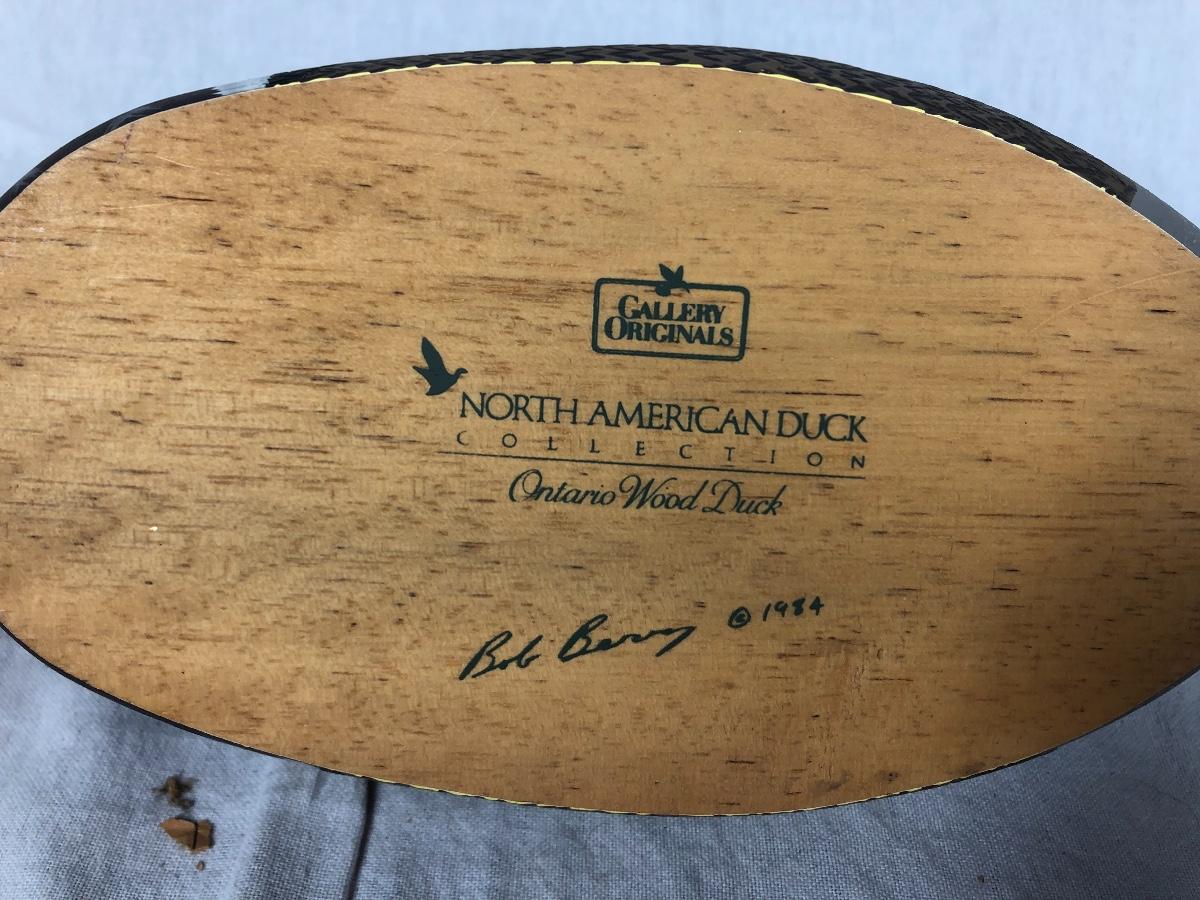 GALLERY
ORIGINALS
NORTH AMERICAN DUCK
COLLECTION
Ontario Wood Duck
Bob Berry © 1984